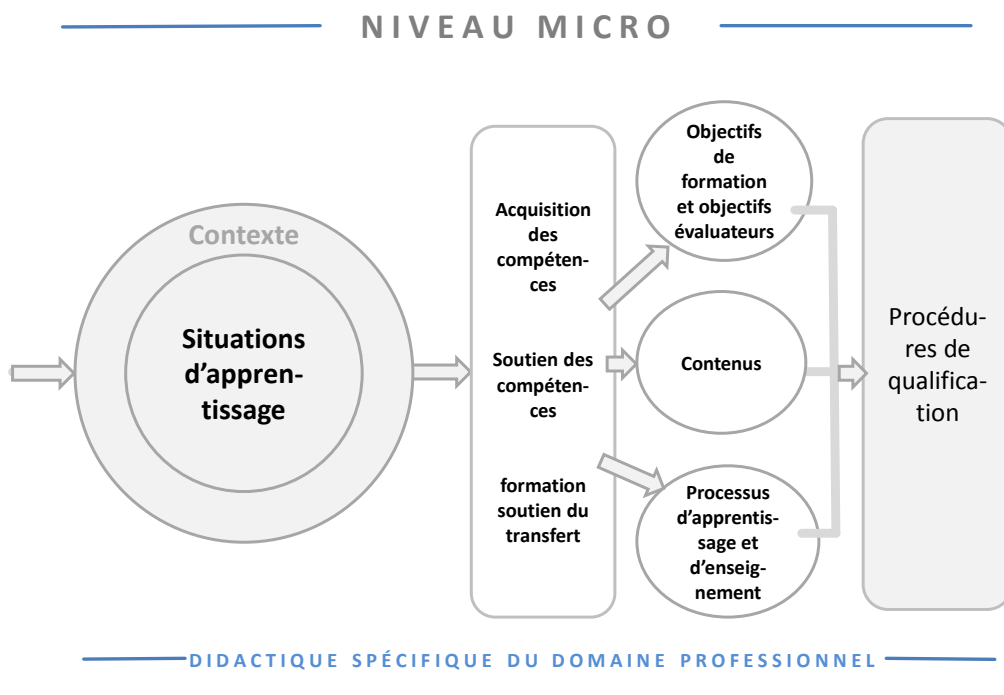 NIVEAU MICRO
Contexte
Situations
d'appren-
tissage
Acquisition
des
compéten-
ces
Soutien des
compéten-
ces
formation
soutien du
transfert
Objectifs
de
formation
et objectifs
évaluateurs
Contenus
Processus
d'apprentis-
sage et
d'enseig-
nement
Procédu-
res de
qualifica-
tion
DIDACTIQUE SPÉCIFIQUE DU DOMAINE PROFESSIONNEL